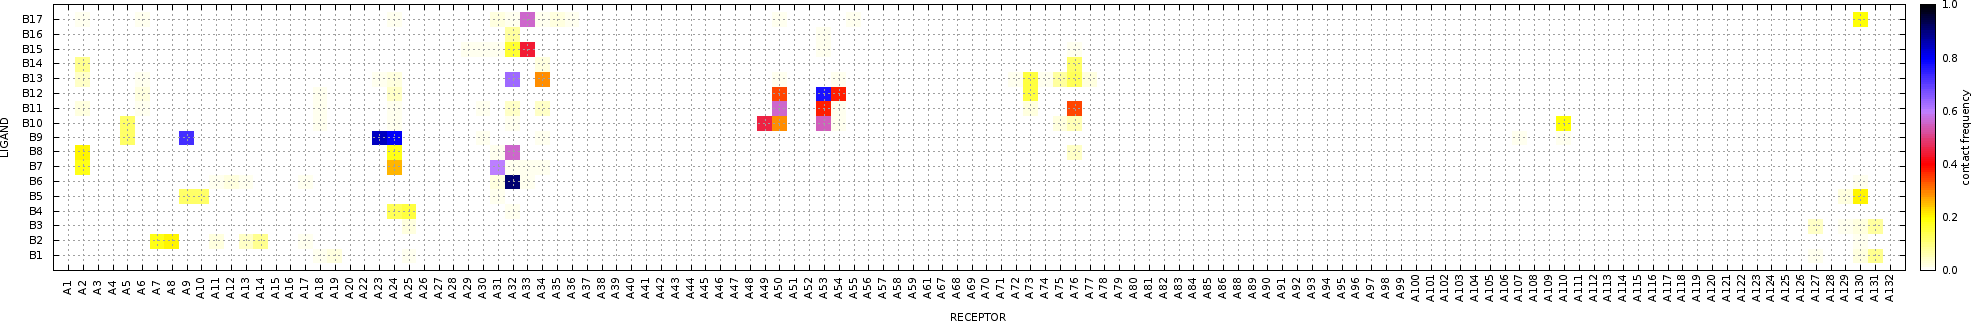 B17
B16
B15
B14
B13
B12
B11
B10
B9
B8
B7
B6
B5
B4
B3
B2
B1
LIGAND
A1 A2 A3 A4 A5 A6 A7 A8 A9 A10 A11 A12 A13 A14 A15 A16 A17 A18 A19 A20 A22 A23 A24 A25 A26 A27 A28 A29 A30 A31 A32 A33 A34 A35 A36 A37 A38 A39 A40 A41 A42 A43 A44 A45 A46 A47 A48 A49 A50 A51 A52 A53 A54 A55 A56 A57 A58 A59 A61 A67 A68 A69 A70 A71 A72 A73 A74 A75 A76 A77 A78 A79 A80 A81 A82 A83 A84 A85 A86 A88 A89 A90 A91 A92 A93 A94 A95 A96 A97 A98 A99 A100 A101 A102 A103 A104 A105 A106 A107 A108 A109 A110 A111 A112 A113 A114 A115 A116 A117 A118 A119 A120 A121 A122 A123 A124 A125 A126 A127 A128 A129 A130 A131 A132
RECEPTOR
1.0
0.8
0.6
0.4
0.2
0.0
contact frequency